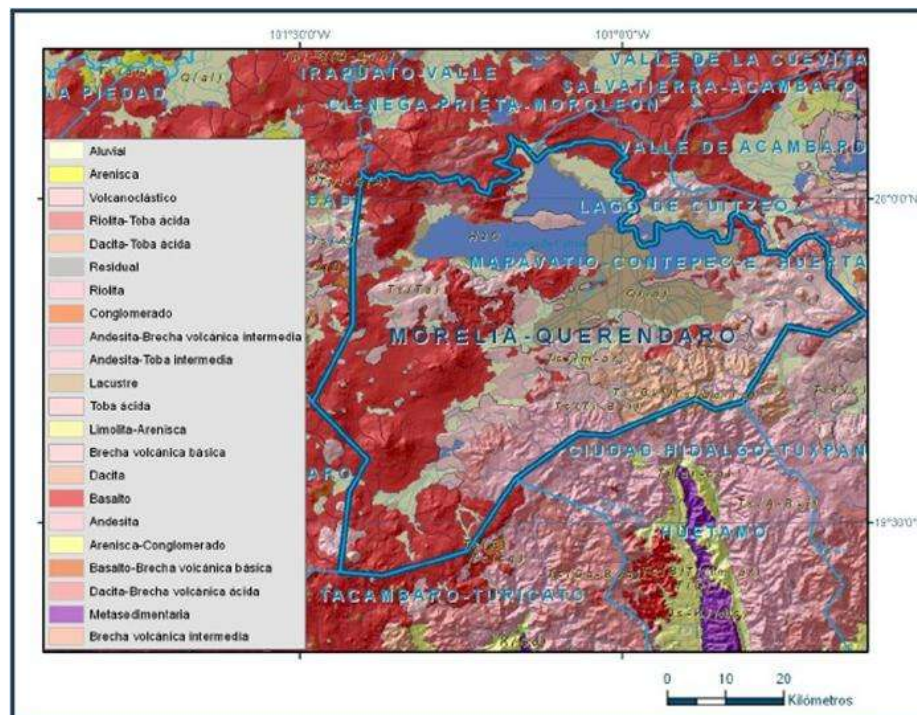 101°30'0"W
101°0'0"W
LA PIEDAD
Q(al)
IRAPUATO-VALLE
CIENEGA PRIETA-MOROLEON
VALLE DE LA CUEVITA
SALVATIERRA-ACAMBARO
VALLE DE ACAMBARO
LAGO DE CUITZEO
H2O
MARAVATIO-CONTEPEC-E. HUERTA
MORELIA-QUERENDARO
CIUDAD HIDALGO-TUXPAN
HUETAMO
TACAMBARO-TURICATO
19°30'0"N
Aluvial
Arenisca
Volcanoclástico
Riolita-Toba ácida
Dacita-Toba ácida
Residual
Riolita
Conglomerado
Andesita-Brecha volcánica intermedia
Andesita-Toba intermedia
Lacustre
Toba ácida
Limolita-Arenisca
Brecha volcánica básica
Dacita
Basalto
Andesita
Arenisca-Conglomerado
Basalto-Brecha volcánica básica
Dacita-Brecha volcánica ácida
Metasedimentaria
Brecha volcánica intermedia
0 10 20
Kilómetros